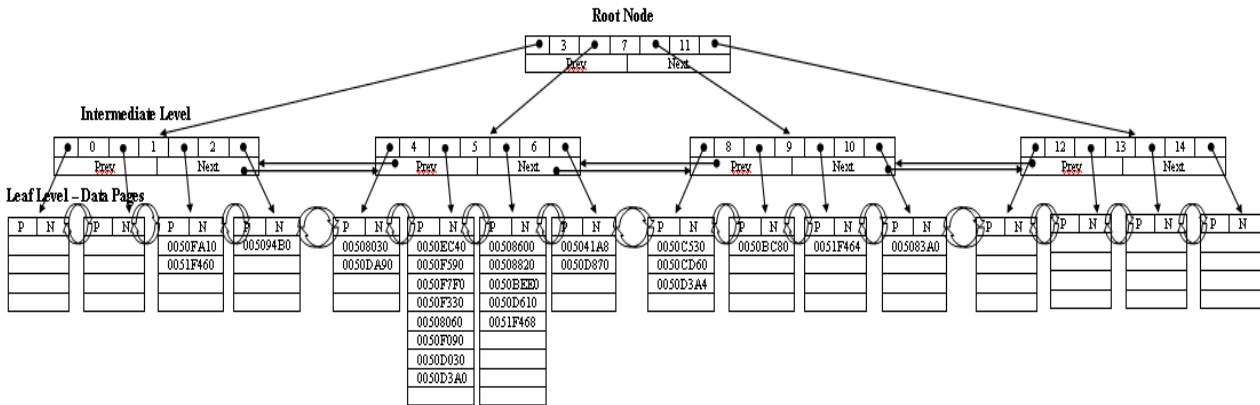 Root Node
3 7 11
Prev Next
Intermediate Level
0 1 2 4 5 6 8 9 10 12 13 14
Prev Next Prev Next Prev Next Prev Next
Leaf Level – Data Pages
P N P N P N P N P N P N P N P N P N P N P N P N P N P N P N P N
0050FA10 005094B0 00508030 0050EC40 00508600 005041A8 0050C530 0050BC80 0051F464 005083A0
0051F460 0050DA90 0050F590 00508820 0050D870 0050CD60
0050F7F0 0050BEE0 0050D3A4
0050F330 0050D610
00508060 0051F468
0050F090
0050D030
0050D3A0